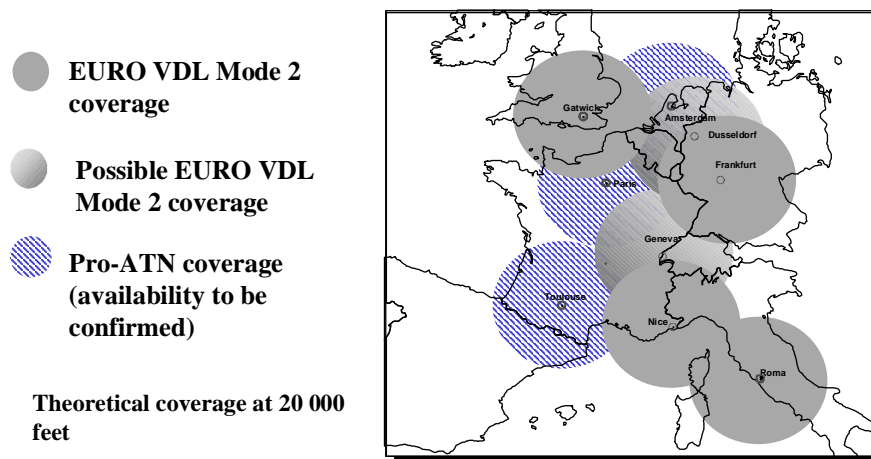 EURO VDL Mode 2
coverage
Possible EURO VDL
Mode 2 coverage
Pro-ATN coverage
(availability to be
confirmed)
Theoretical coverage at 20 000
feet
Gatwick
Amsterdam
Dusseldorf
Frankfurt
Paris
Geneva
Toulouse
Nice
Roma